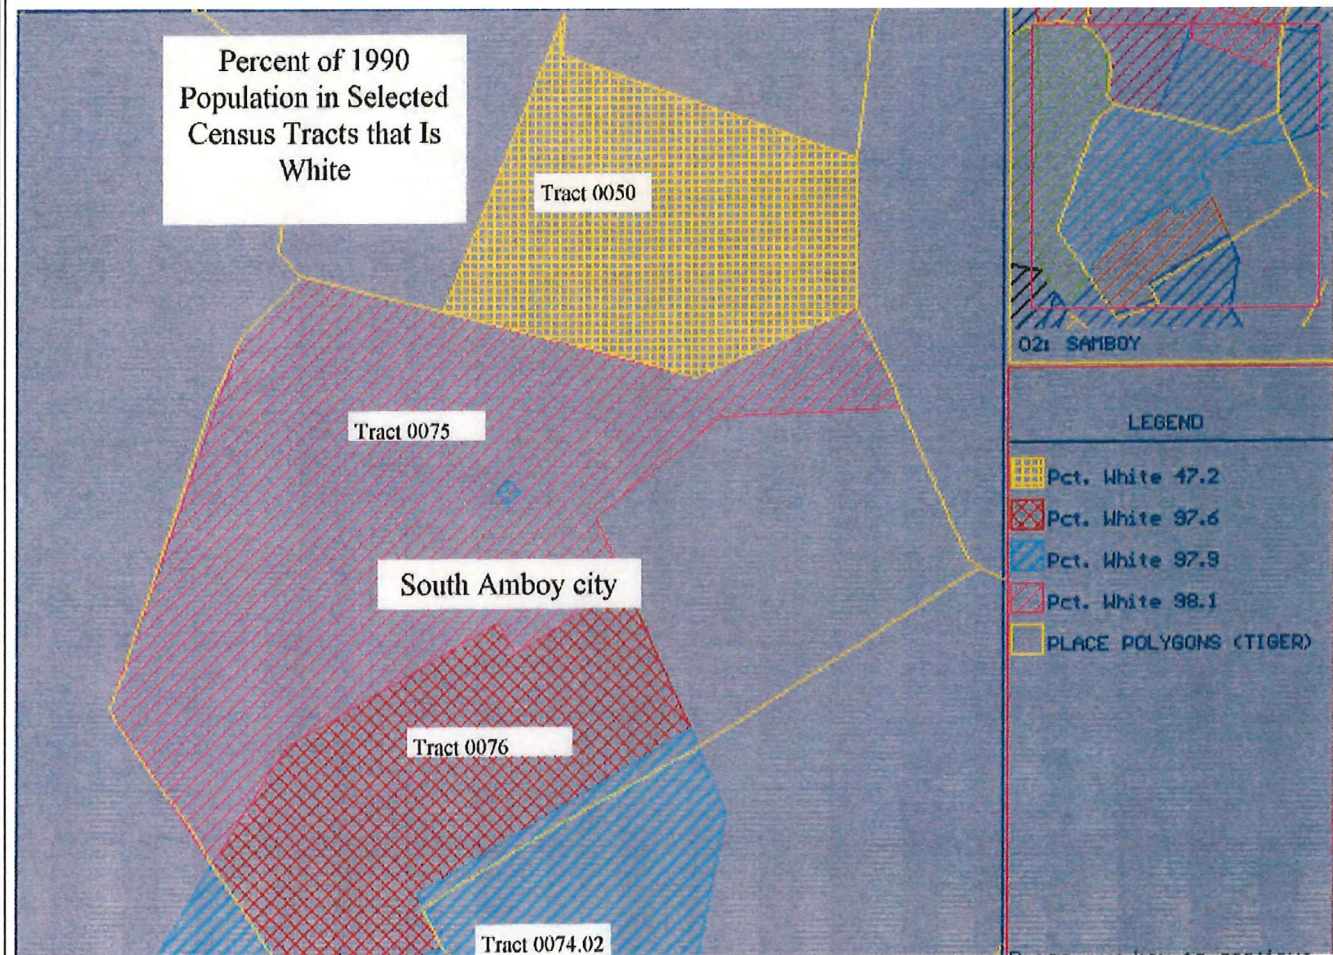 Percent of 1990
Population in Selected
Census Tracts that Is
White
Tract 0050
Tract 0075
South Amboy city
Tract 0076
Tract 0074.02
02: SAMBOY
LEGEND
Pct. White 47.2
Pct. White 97.6
Pct. White 97.9
Pct. White 98.1
PLACE POLYGONS (TIGER)